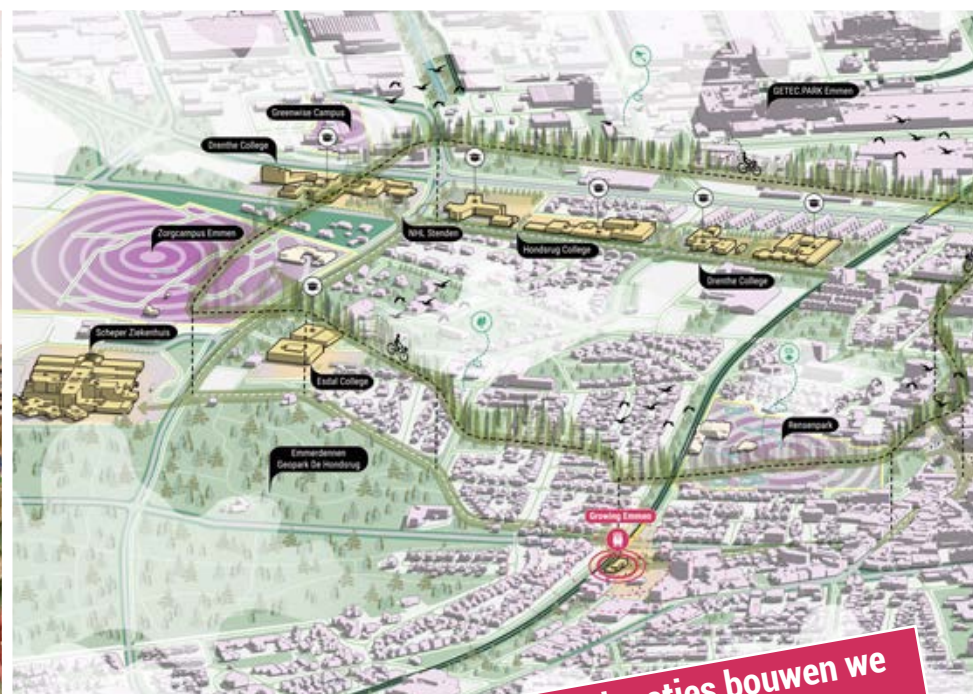 GETEC.PARK Emmen
Greenwise Campus
Drenthe College
NHL Stenden
Hondsrug College
Zorgcampus Emmen
Drenthe College
Scheper Ziekenhuis
Esdal College
Rensenpark
Emmerdennen
Geopark De Hondsrug
Growing Emmen
bouwen we